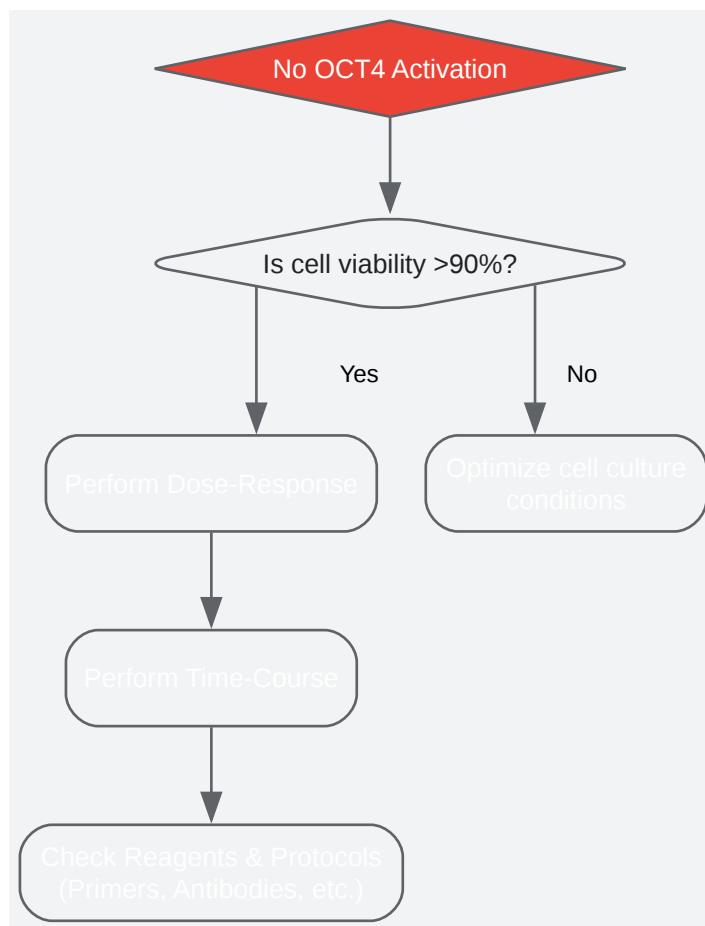 No OCT4 Activation
Is cell viability >90%?
Yes
No
Perform Dose-Response
Optimize cell culture
conditions
Perform Time-Course
Check Reagents & Protocols
(Primers, Antibodies, etc.)